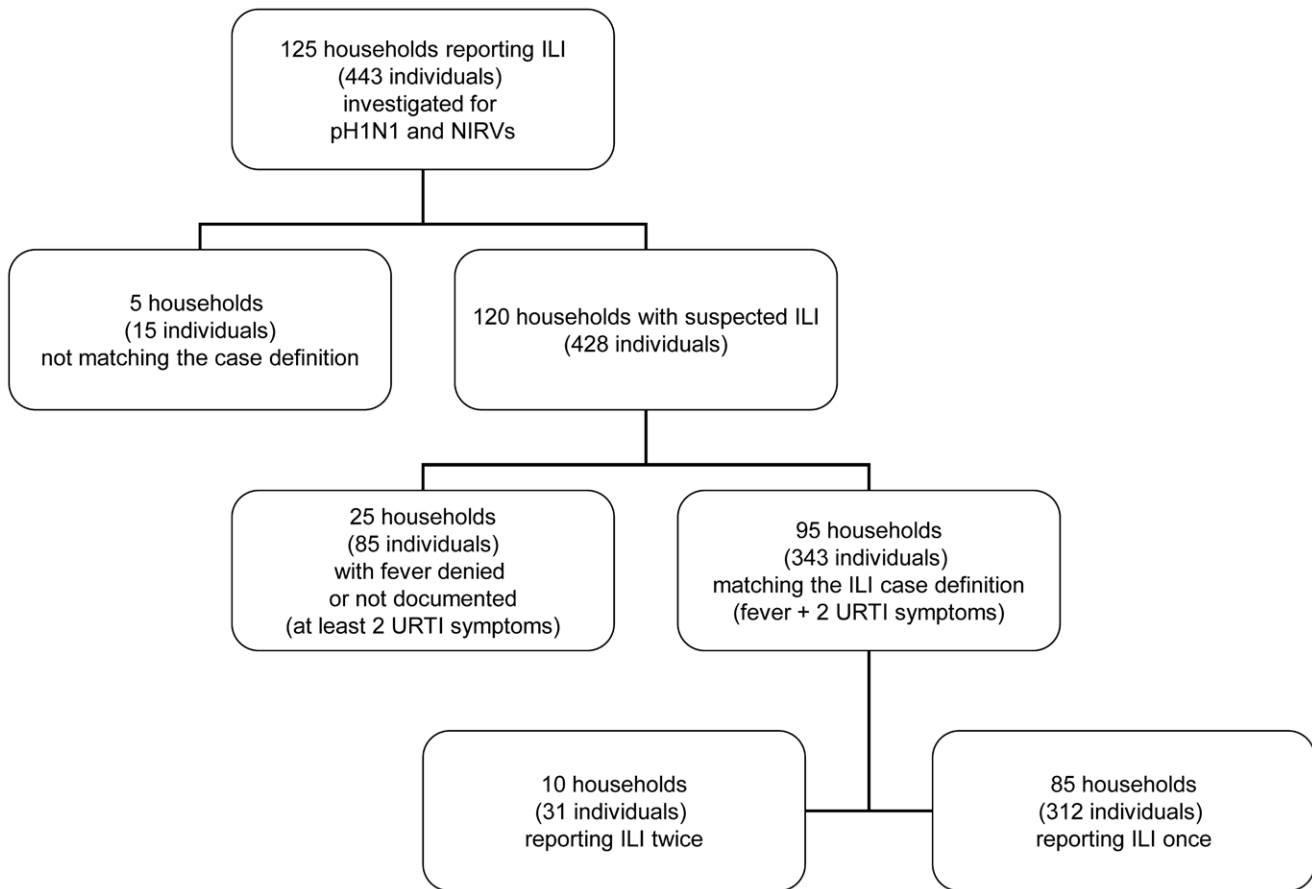 125 households reporting ILI
(443 individuals)
investigated for
pH1N1 and NIRVs
5 households
(15 individuals)
not matching the case definition
120 households with suspected ILI
(428 individuals)
25 households
(85 individuals)
with fever denied
or not documented
(at least 2 URTI symptoms)
95 households
(343 individuals)
matching the ILI case definition
(fever + 2 URTI symptoms)
10 households
(31 individuals)
reporting ILI twice
85 households
(312 individuals)
reporting ILI once